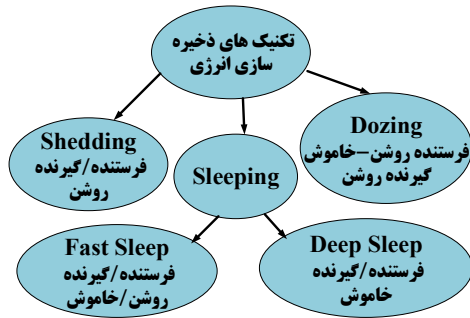 تکنیک های ذخیره
سازی انرژی
Shedding
فرستنده/گیرنده
روشن
Sleeping
Dozing
فرستنده روشن–خاموش
گیرنده روشن
Fast Sleep
فرستنده/گیرنده
روشن/خاموش
Deep Sleep
فرستنده/گیرنده
خاموش